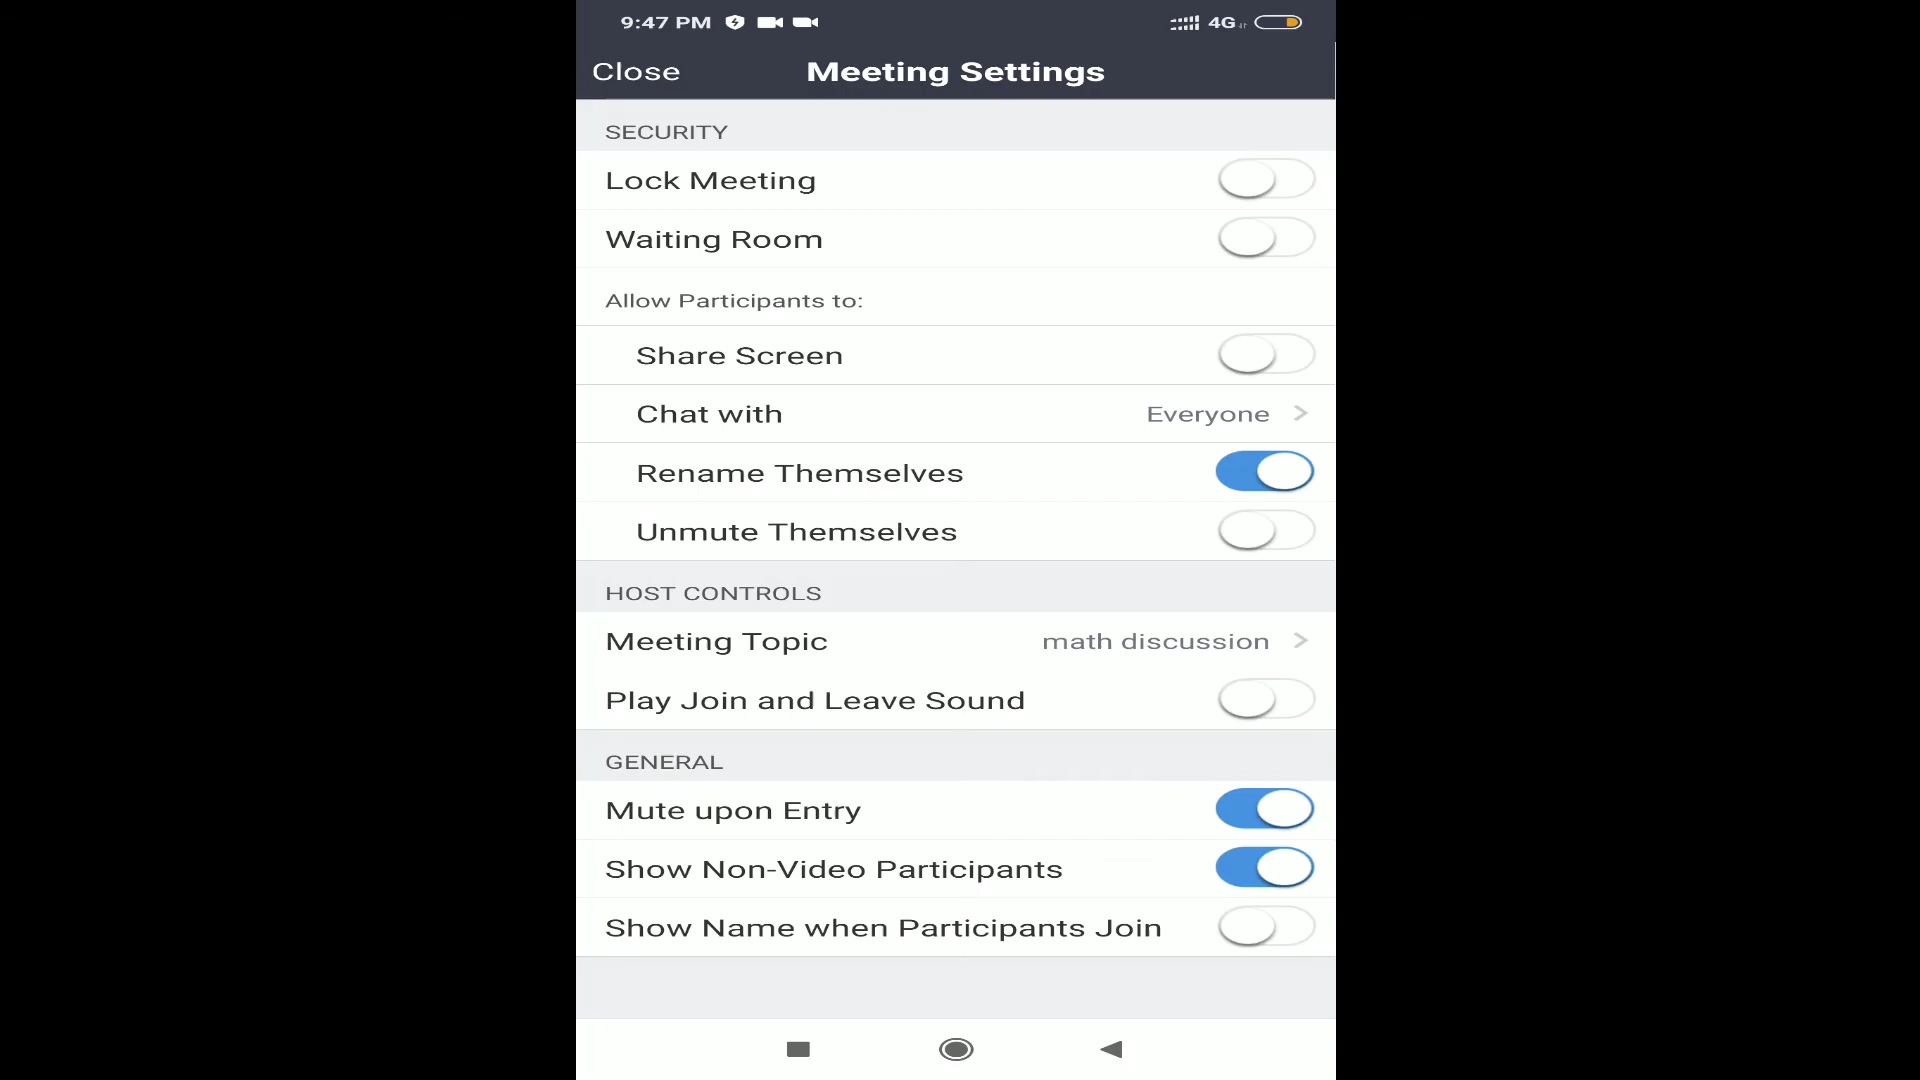 9:47 PM 4G
Close Meeting Settings
SECURITY
Lock Meeting
Waiting Room
Allow Participants to:
Share Screen
Chat with Everyone
Rename Themselves
Unmute Themselves
HOST CONTROLS
Meeting Topic math discussion
Play Join and Leave Sound
GENERAL
Mute upon Entry
Show Non-Video Participants
Show Name when Participants Join